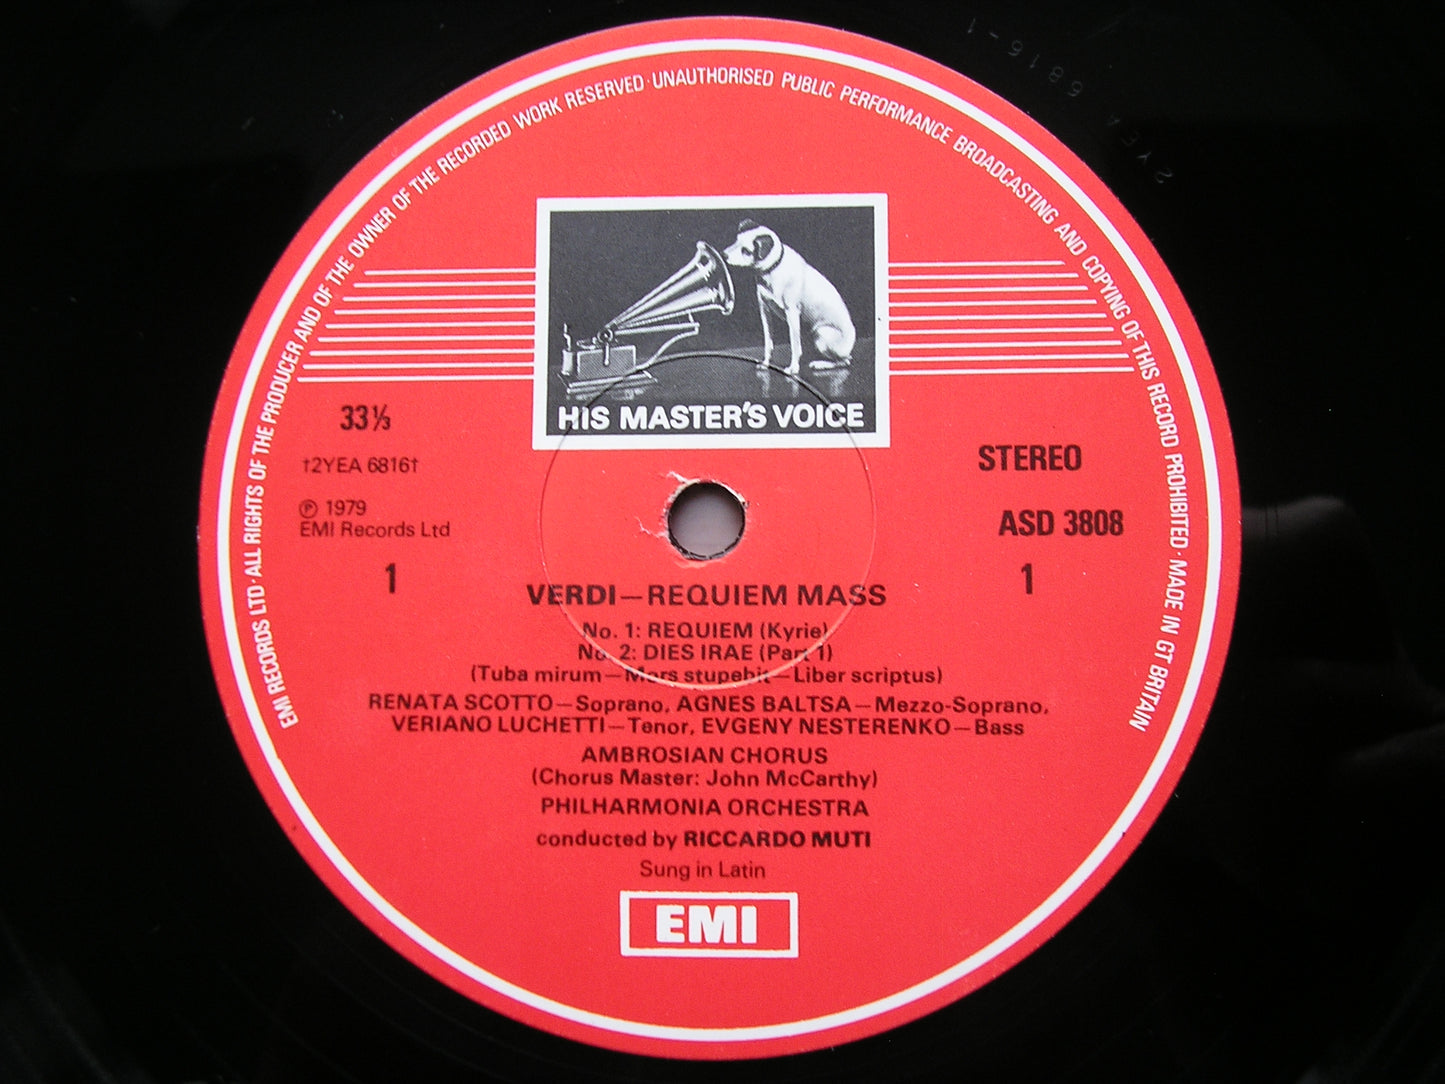 EMI RECORDS LTD · ALL RIGHTS OF THE PRODUCER AND OF THE OWNER OF THE RECORDED WORK RESERVED · UNAUTHORISED PUBLIC PERFORMANCE BROADCASTING AND COPYING OF THIS RECORD PROHIBITED · MADE IN GT BRITAIN
2YEA 6816-1
HIS MASTER'S VOICE
33⅓
†2YEA 6816†
℗ 1979
EMI Records Ltd
1
STEREO
ASD 3808
1
VERDI—REQUIEM MASS
No. 1: REQUIEM (Kyrie)
No. 2: DIES IRAE (Part 1)
(Tuba mirum—Mors stupebit—Liber scriptus)
RENATA SCOTTO—Soprano, AGNES BALTSA—Mezzo-Soprano,
VERIANO LUCHETTI—Tenor, EVGENY NESTERENKO—Bass
AMBROSIAN CHORUS
(Chorus Master: John McCarthy)
PHILHARMONIA ORCHESTRA
conducted by RICCARDO MUTI
Sung in Latin
EMI